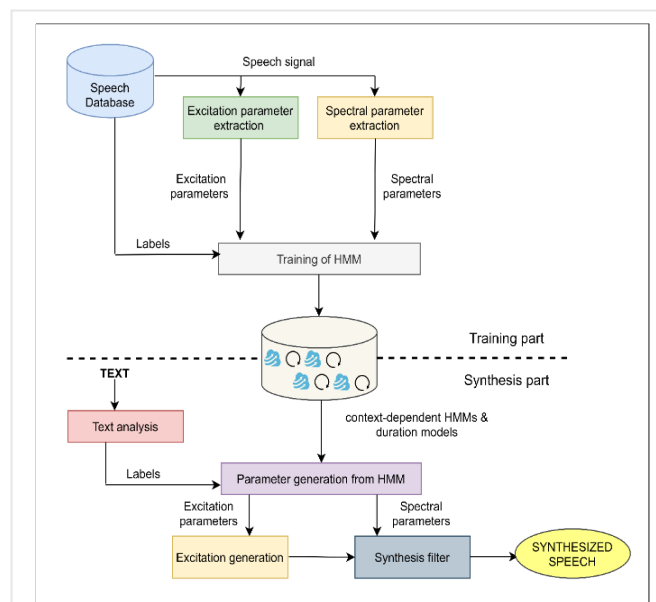 Speech signal
Speech
Database
Excitation parameter
extraction
Spectral parameter
extraction
Excitation
parameters
Spectral
parameters
Labels
Training of HMM
Training part
Synthesis part
TEXT
context-dependent HMMs &
duration models
Text analysis
Labels
Parameter generation from HMM
Excitation
parameters
Spectral
parameters
Excitation generation
Synthesis filter
SYNTHESIZED
SPEECH